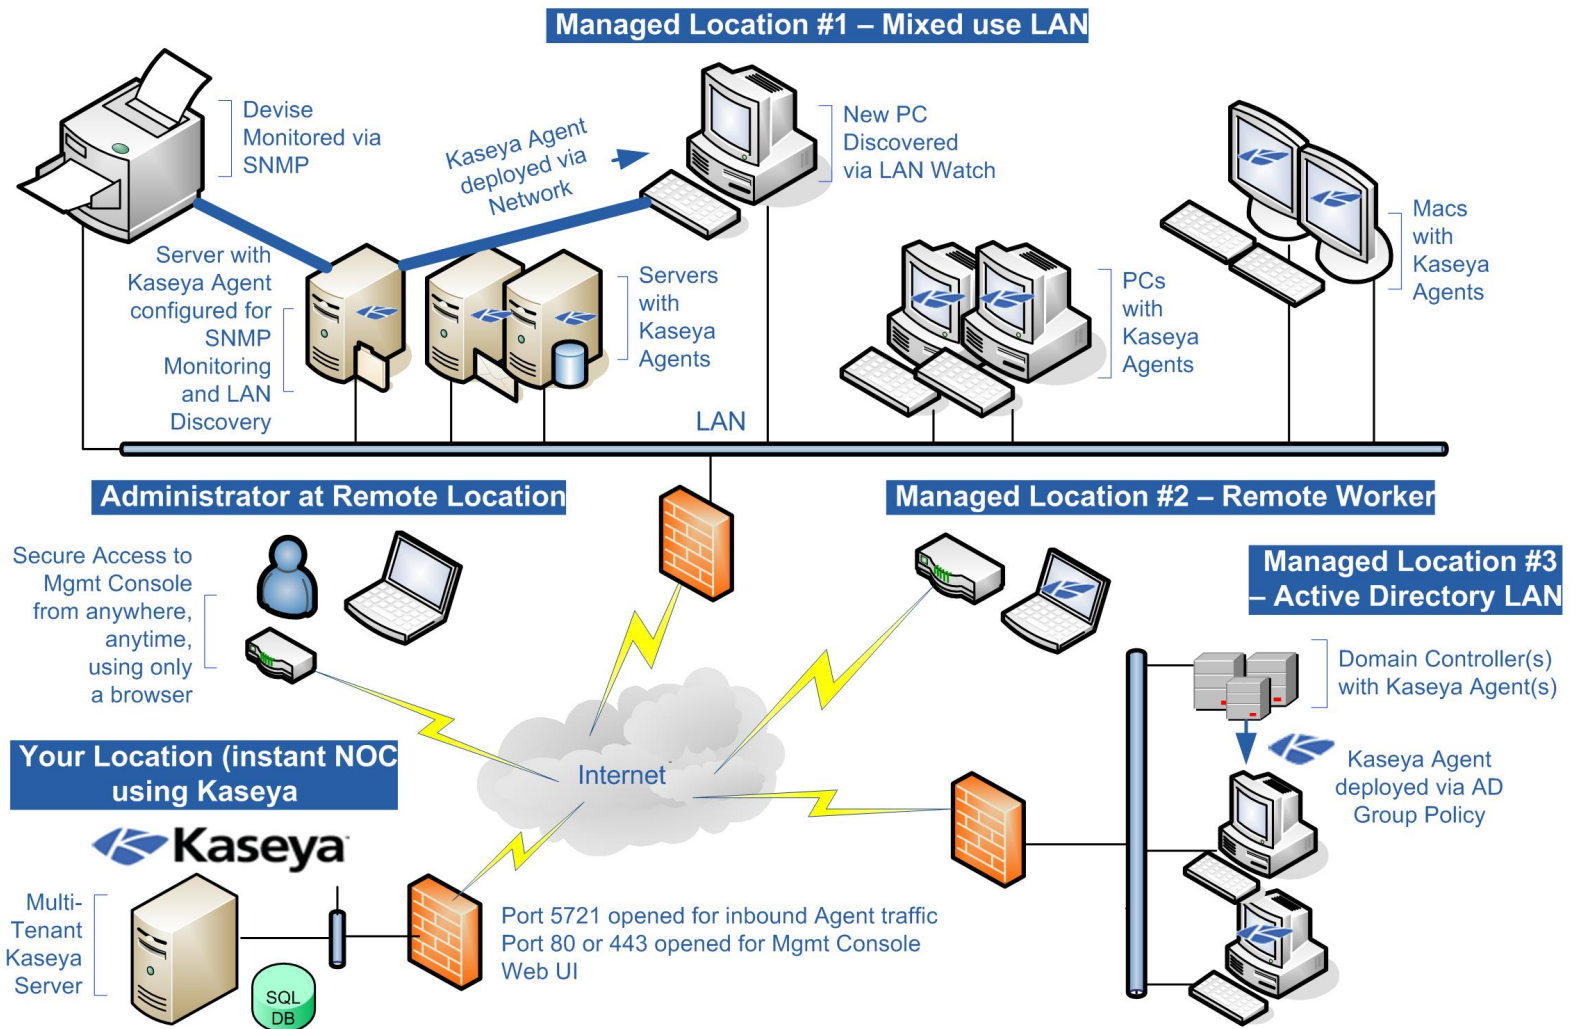 Managed Location #1 – Mixed use LAN
Devise
Monitored via
SNMP
Kaseya Agent
deployed via
Network
New PC
Discovered
via LAN Watch
Macs
with
Kaseya
Agents
Server with
Kaseya Agent
configured for
SNMP
Monitoring
and LAN
Discovery
Servers
with
Kaseya
Agents
PCs
with
Kaseya
Agents
LAN
Administrator at Remote Location
Secure Access to
Mgmt Console
from anywhere,
anytime,
using only
a browser
Managed Location #2 – Remote Worker
Managed Location #3
– Active Directory LAN
Domain Controller(s)
with Kaseya Agent(s)
Kaseya Agent
deployed via AD
Group Policy
Internet
Your Location (instant NOC
using Kaseya
Kaseya™
Multi-
Tenant
Kaseya
Server
SQL
DB
Port 5721 opened for inbound Agent traffic
Port 80 or 443 opened for Mgmt Console
Web UI